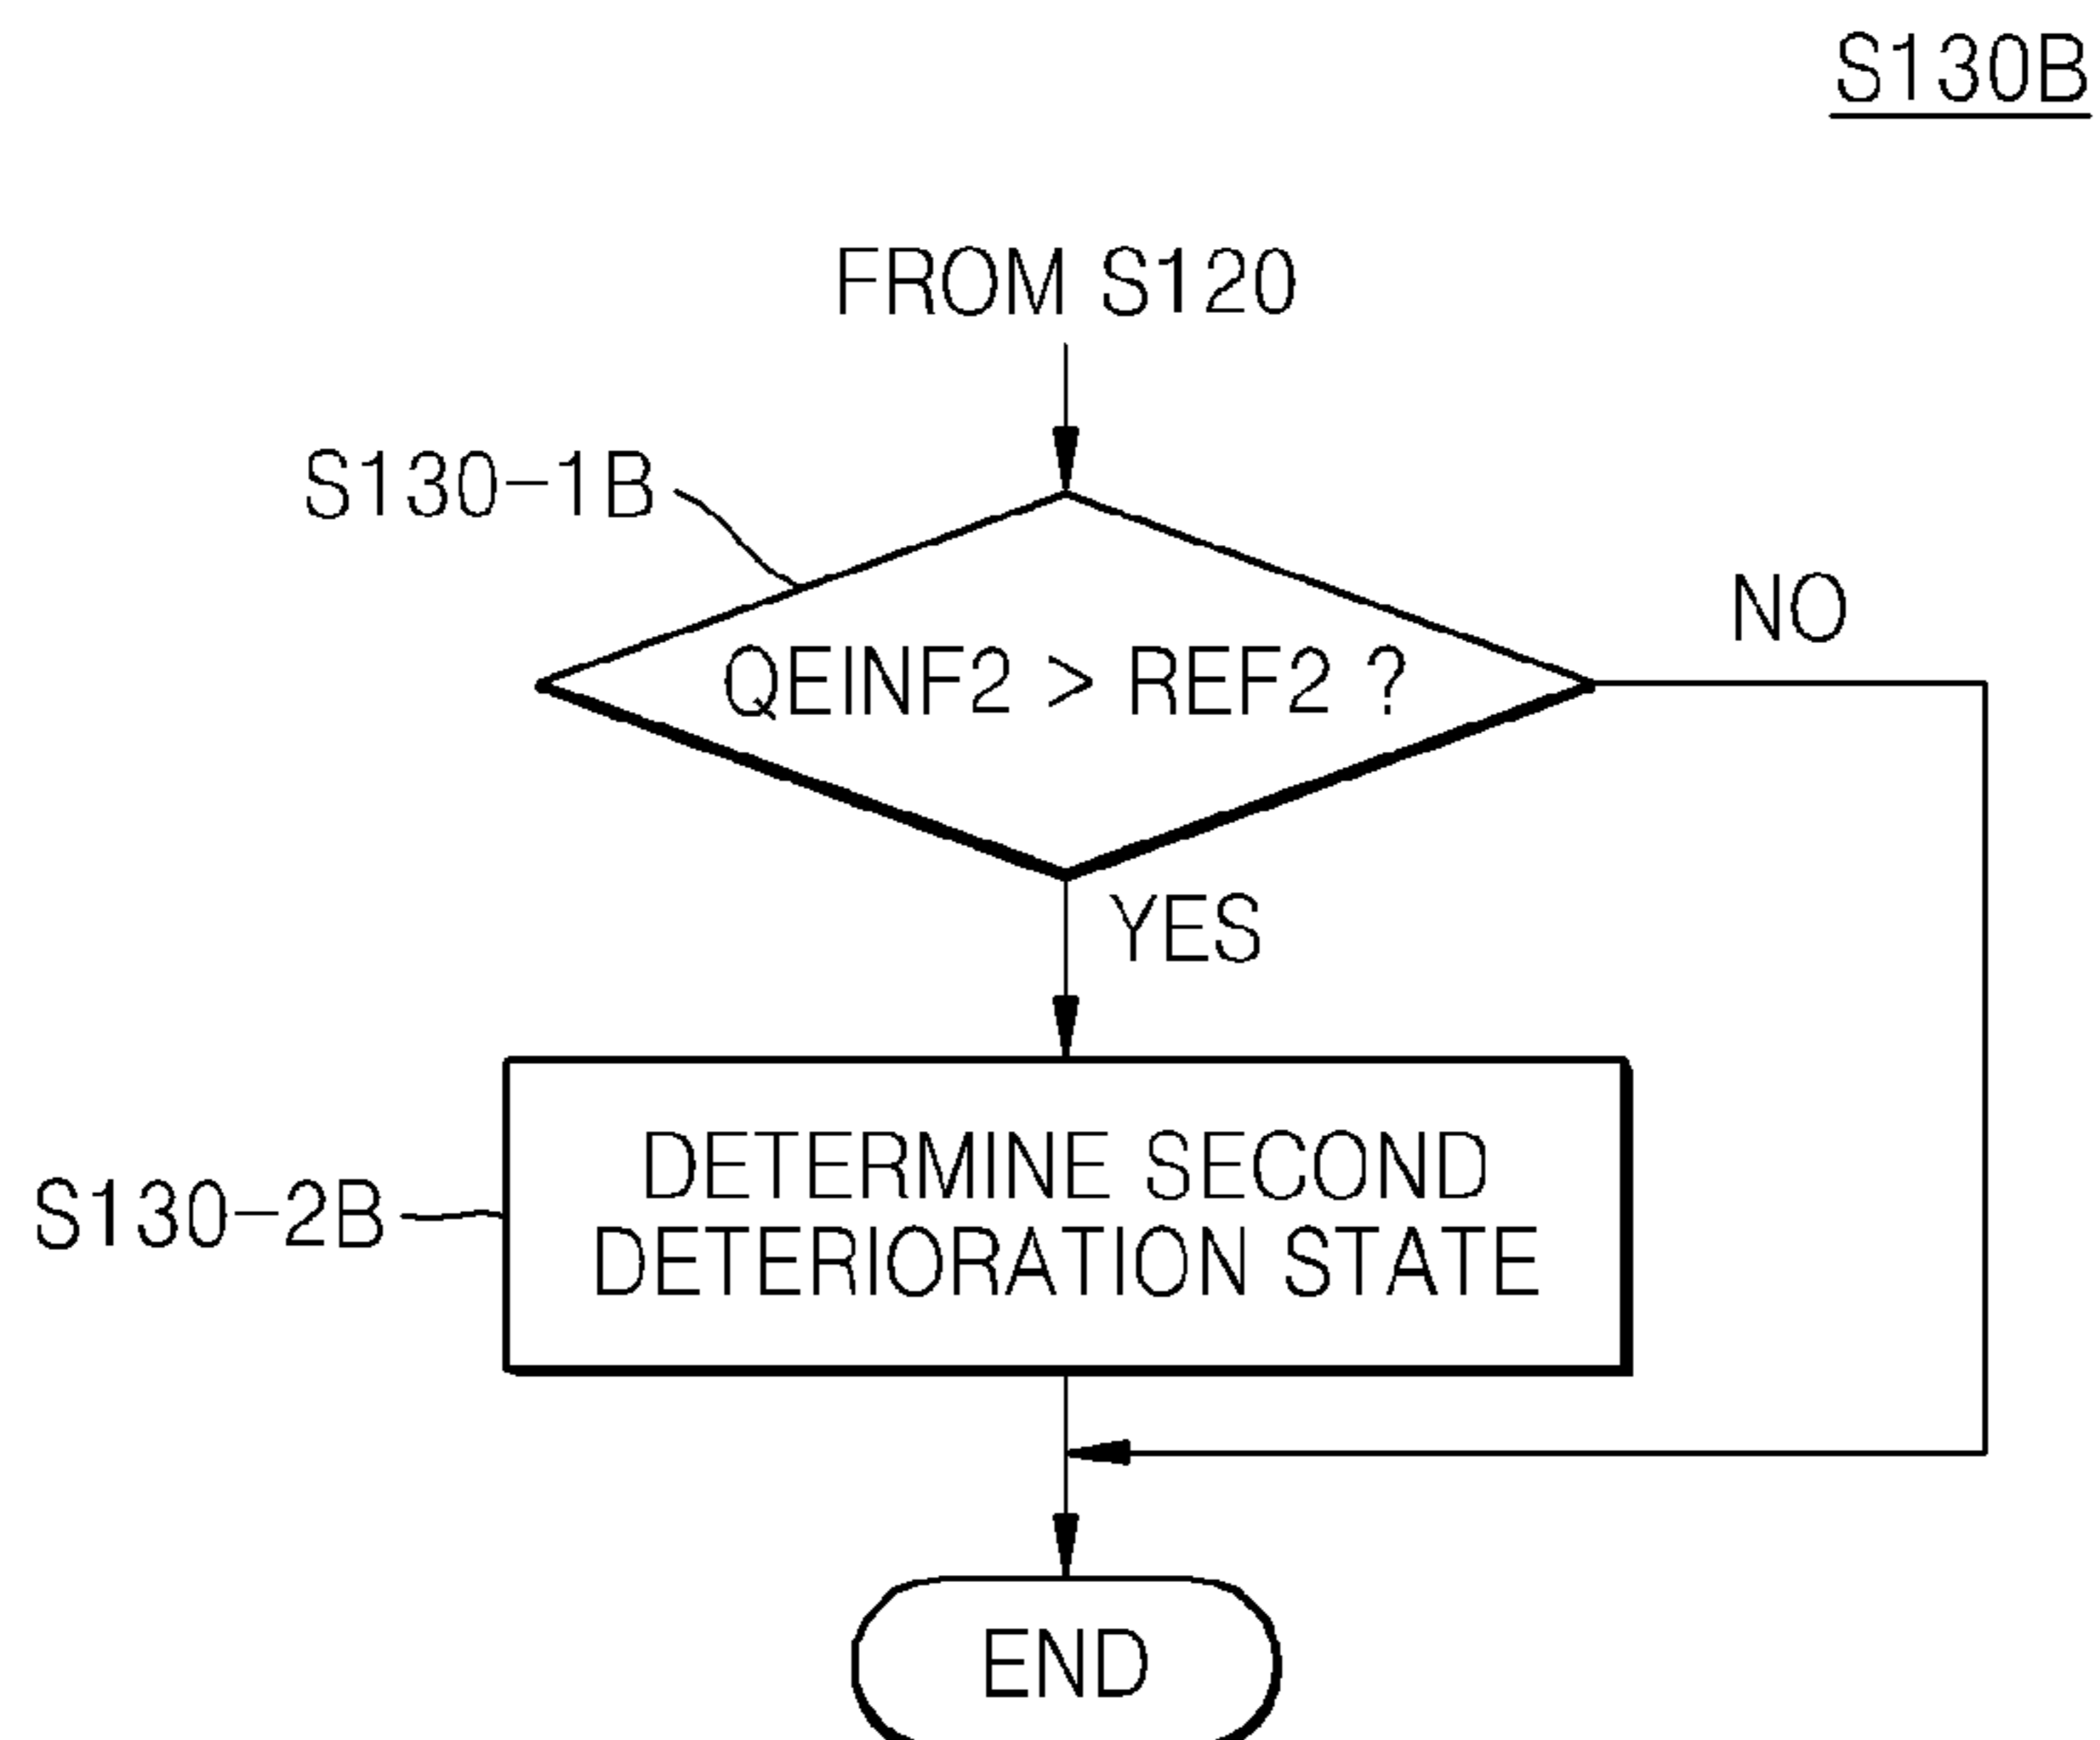 S130B
FROM S120
S130-1B
QEINF2 > REF2 ?
NO
YES
DETERMINE SECOND
DETERIORATION STATE
S130-2B
END